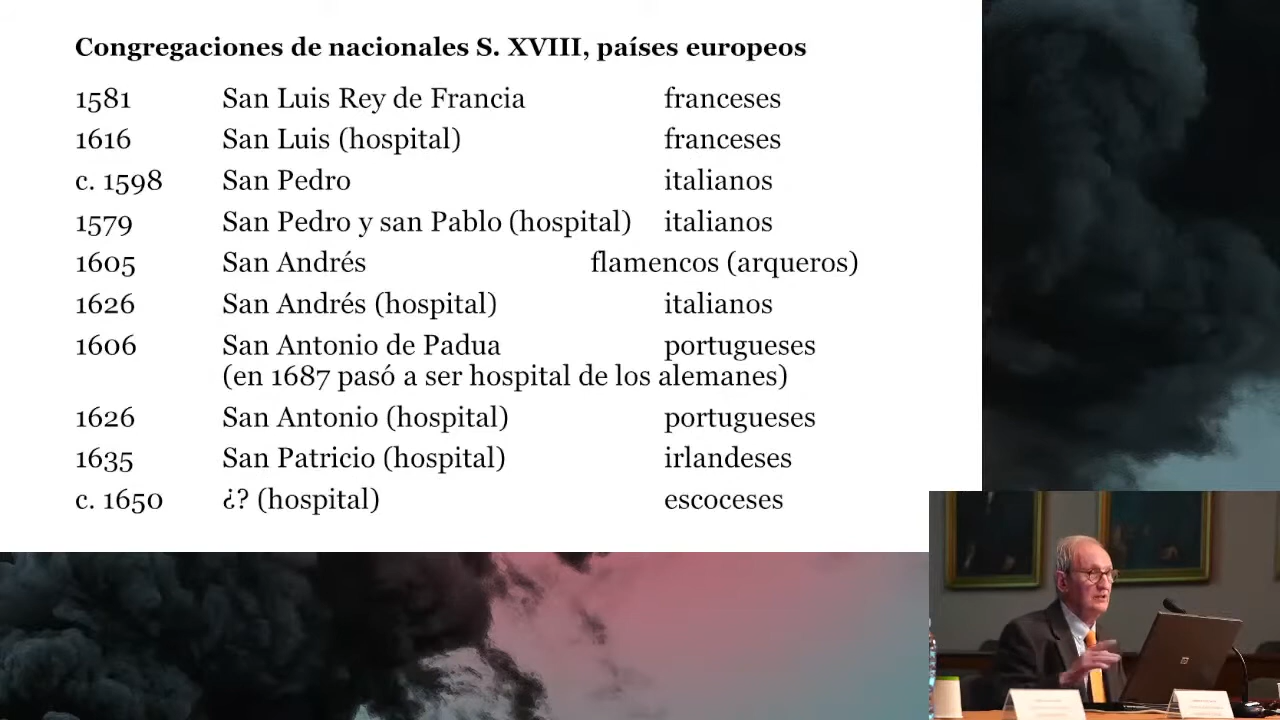 Congregaciones de nacionales S. XVIII, países europeos
1581 San Luis Rey de Francia franceses
1616 San Luis (hospital) franceses
c. 1598 San Pedro italianos
1579 San Pedro y san Pablo (hospital) italianos
1605 San Andrés flamencos (arqueros)
1626 San Andrés (hospital) italianos
1606 San Antonio de Padua portugueses
(en 1687 pasó a ser hospital de los alemanes)
1626 San Antonio (hospital) portugueses
1635 San Patricio (hospital) irlandeses
c. 1650 ¿? (hospital) escoceses